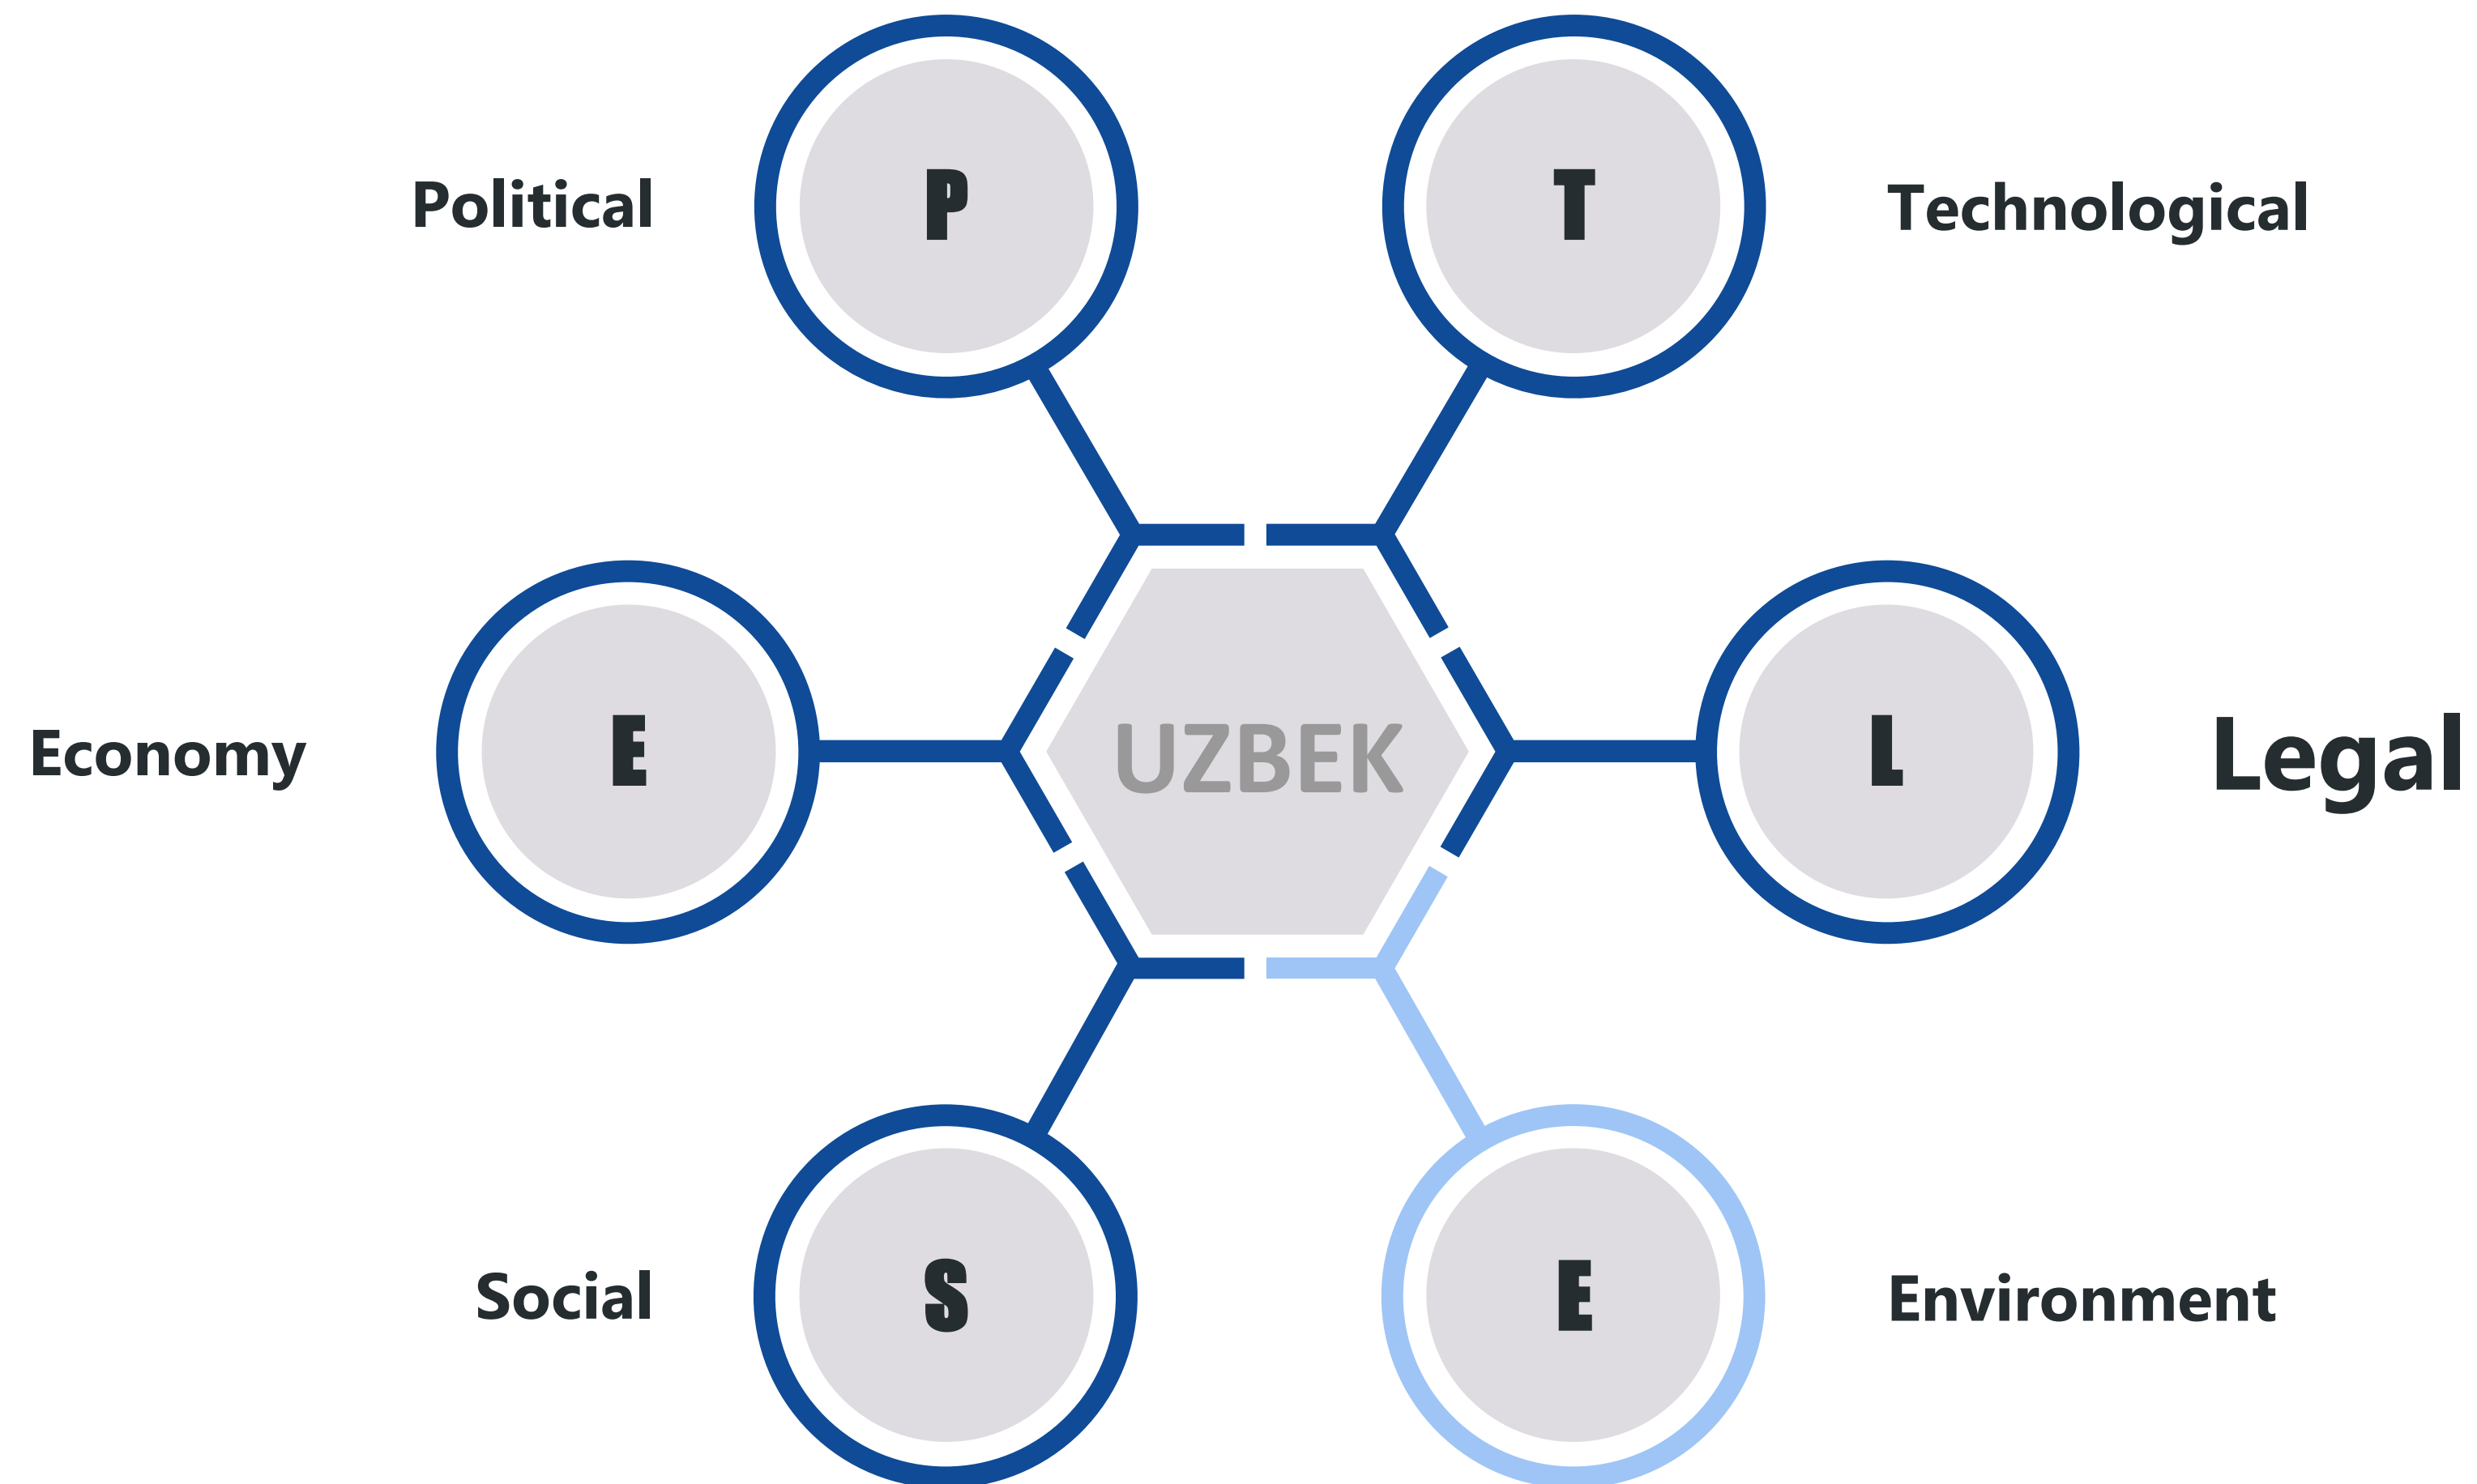 Political
P
T
Technological
Economy
E
UZBEK
L
Legal
Social
S
E
Environment